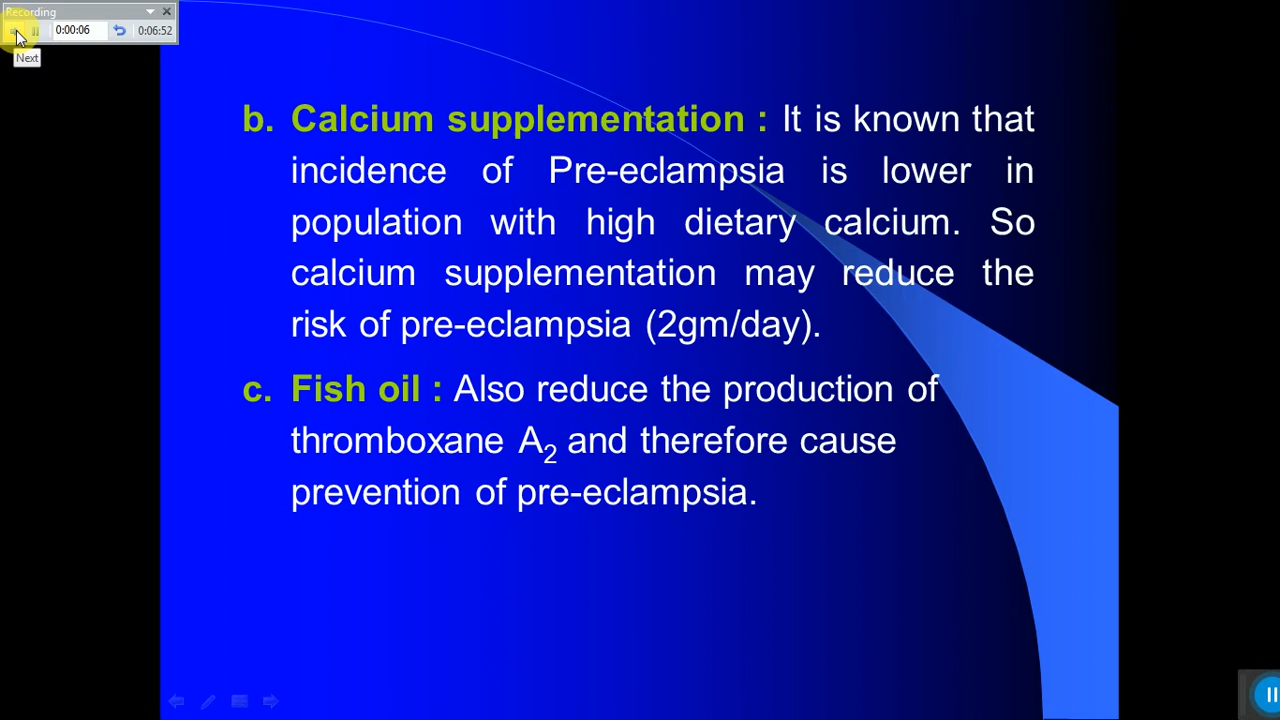 Recording
0:00:06
0:06:52
Next
b. Calcium supplementation : It is known that
incidence of Pre-eclampsia is lower in
population with high dietary calcium. So
calcium supplementation may reduce the
risk of pre-eclampsia (2gm/day).
c. Fish oil : Also reduce the production of
thromboxane A2 and therefore cause
prevention of pre-eclampsia.